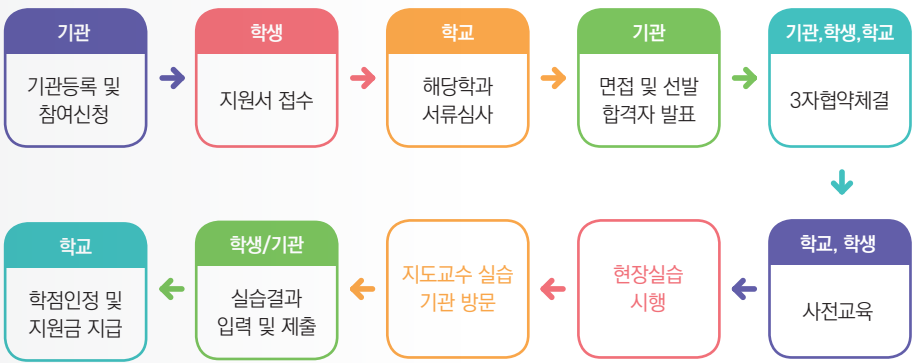 기관
기관등록 및
참여신청
학생
지원서 접수
학교
해당학과
서류심사
기관
면접 및 선발
합격자 발표
기관,학생,학교
3자협약체결
학교, 학생
사전교육
현장실습
시행
지도교수 실습
기관 방문
학생/기관
실습결과
입력 및 제출
학교
학점인정 및
지원금 지급